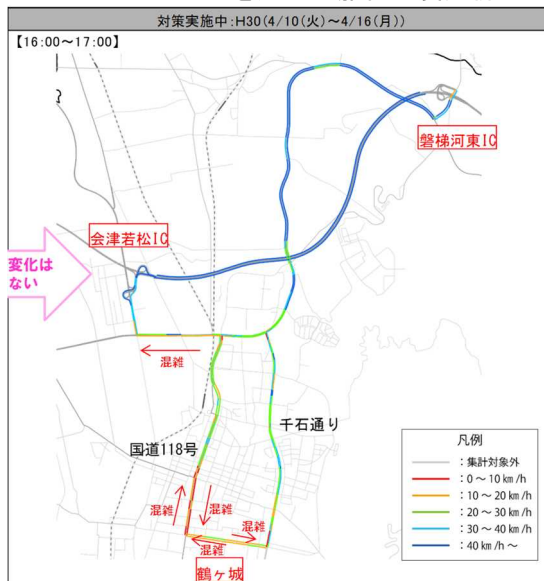 対策実施中:H30(4/10(火)～4/16(月))
【16:00～17:00】
磐梯河東IC
会津若松IC
変化は
ない
混雑
千石通り
国道118号
混雑
混雑
混雑
混雑
鶴ヶ城
凡例
：集計対象外
：0～10km/h
：10～20km/h
：20～30km/h
：30～40km/h
：40km/h～